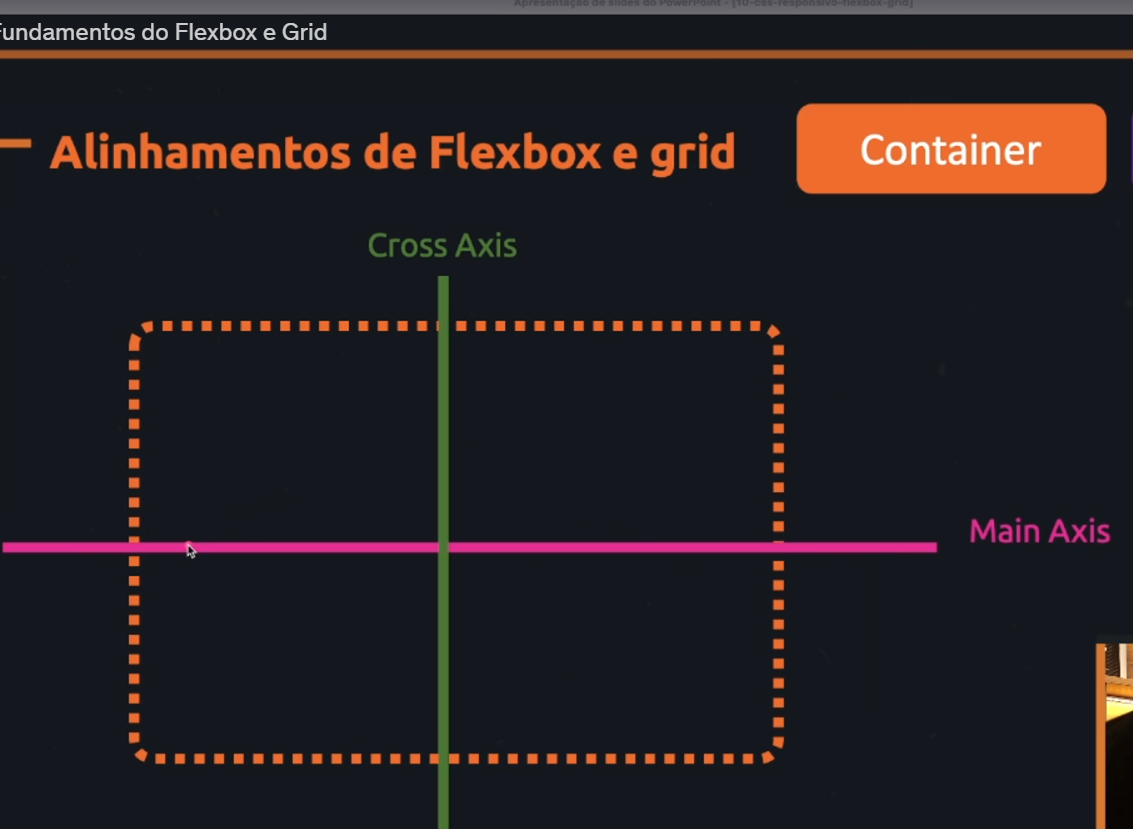 Apresentação de slides do PowerPoint - [10-css-responsivo-flexbox-grid]
Fundamentos do Flexbox e Grid
Alinhamentos de Flexbox e grid
Container
Cross Axis
Main Axis